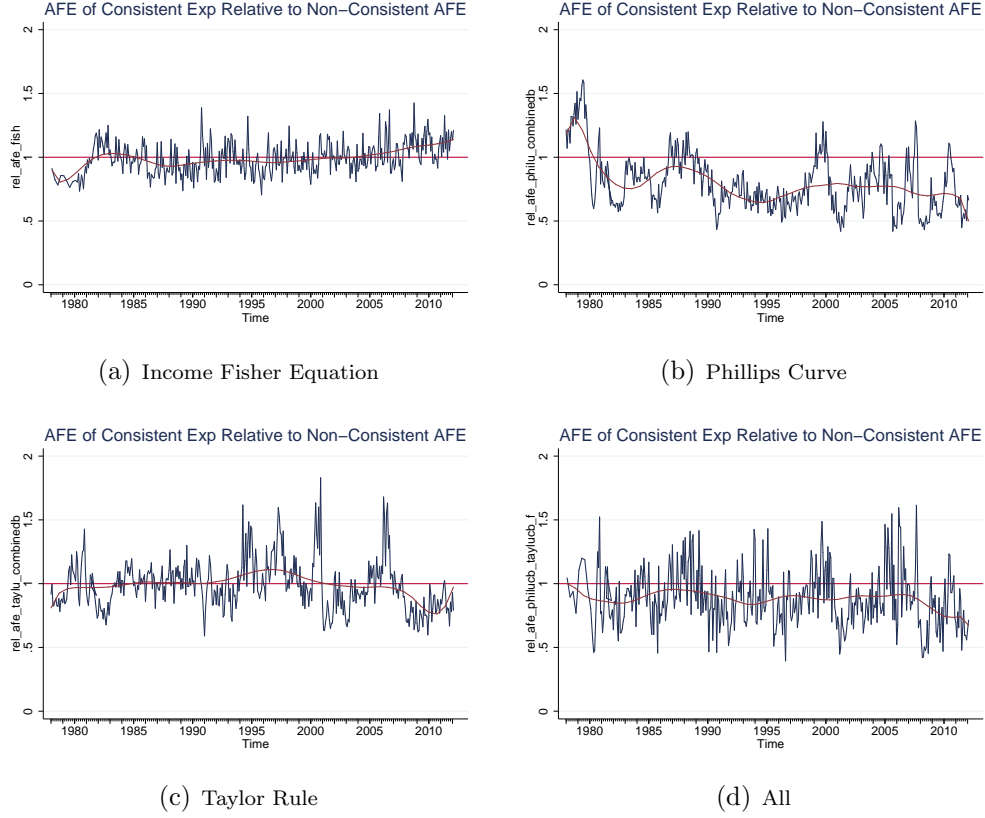 AFE of Consistent Exp Relative to Non−Consistent AFE
rel_afe_fish
2
1.5
1
.5
0
1980 1985 1990 1995 2000 2005 2010
Time
(a) Income Fisher Equation
AFE of Consistent Exp Relative to Non−Consistent AFE
rel_afe_philu_combinedb
2
1.5
1
.5
0
1980 1985 1990 1995 2000 2005 2010
Time
(b) Phillips Curve
AFE of Consistent Exp Relative to Non−Consistent AFE
rel_afe_taylu_combinedb
2
1.5
1
.5
0
1980 1985 1990 1995 2000 2005 2010
Time
(c) Taylor Rule
AFE of Consistent Exp Relative to Non−Consistent AFE
rel_afe_philucb_taylucb_f
2
1.5
1
.5
0
1980 1985 1990 1995 2000 2005 2010
Time
(d) All